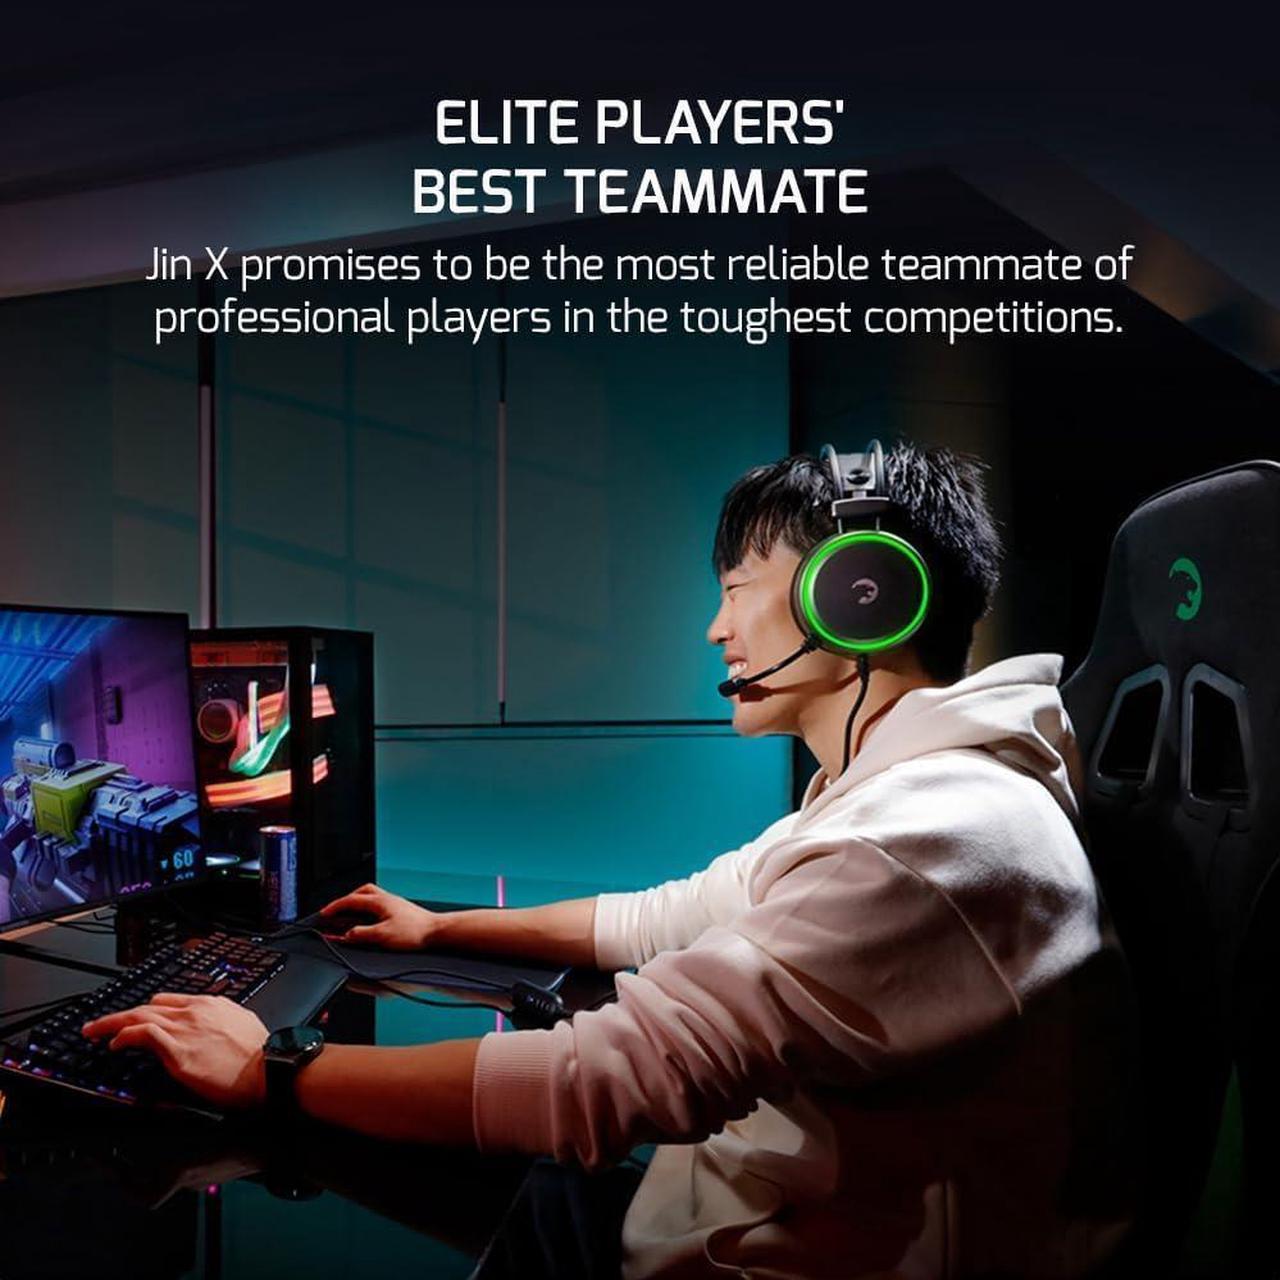 ELITE PLAYERS'
BEST TEAMMATE
Jin X promises to be the most reliable teammate of
professional players in the toughest competitions.
60